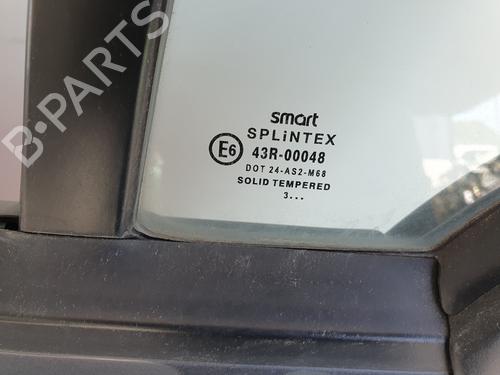 smart
SPLiNTEX
E6 43R-00048
DOT 24-AS2-M68
SOLID TEMPERED
3...
B-PARTS